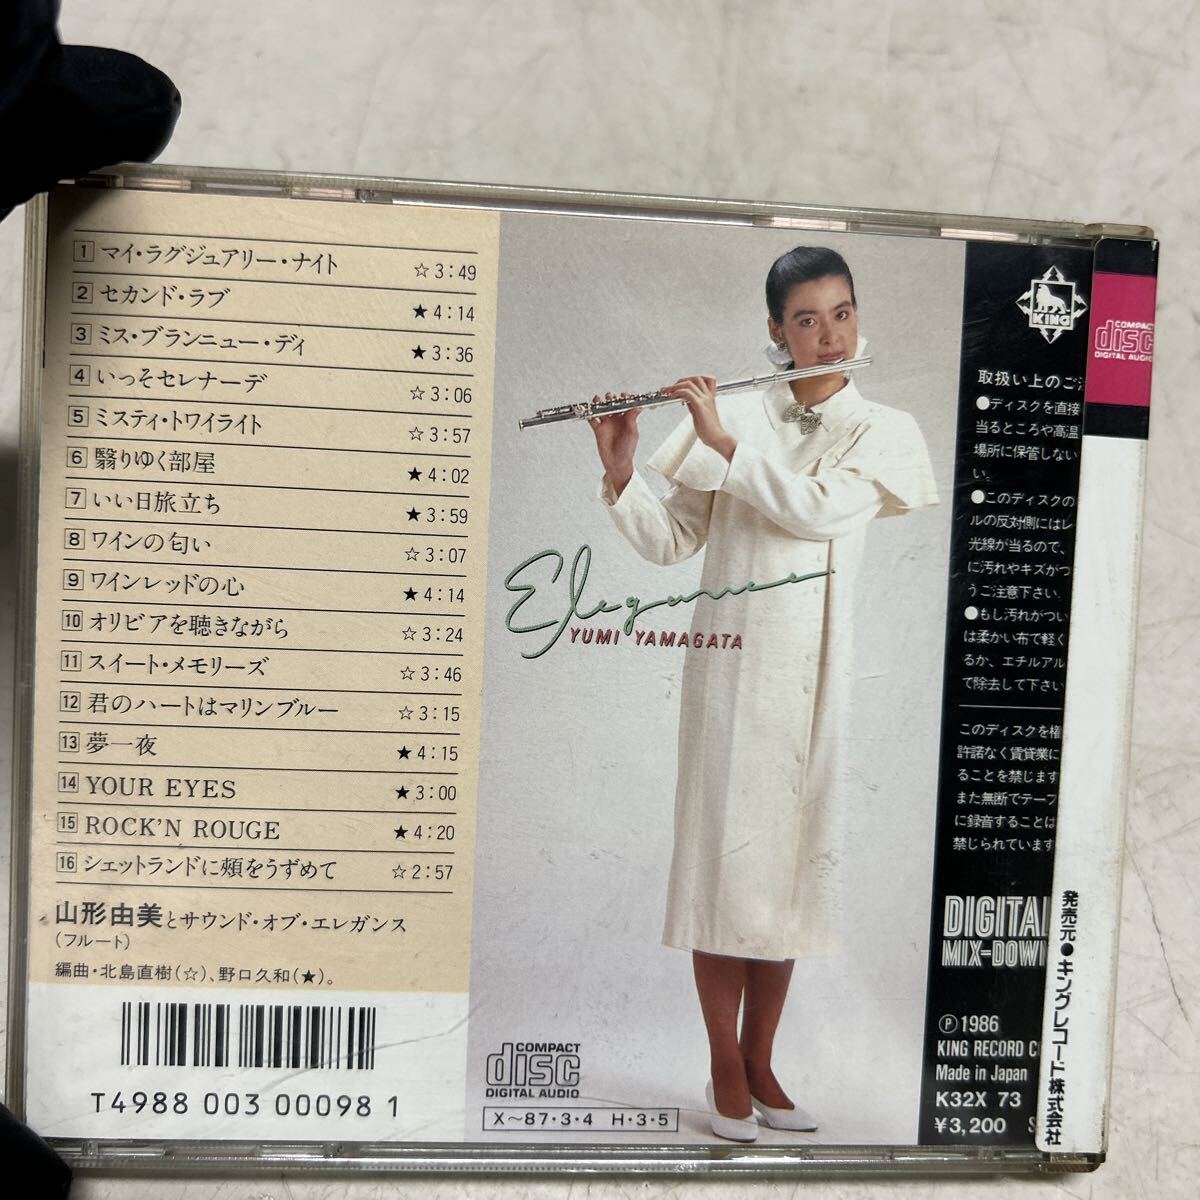 1 マイ・ラグジュアリー・ナイト ☆3:49
2 セカンド・ラブ ★4:14
3 ミス・ブランニュー・デイ ★3:36
4 いっそセレナーデ ☆3:06
5 ミスティ・トワイライト ☆3:57
6 翳りゆく部屋 ★4:02
7 いい日旅立ち ★3:59
8 ワインの匂い ☆3:07
9 ワインレッドの心 ★4:14
10 オリビアを聴きながら ☆3:24
11 スイート・メモリーズ ☆3:46
12 君のハートはマリンブルー ☆3:15
13 夢一夜 ★4:15
14 YOUR EYES ★3:00
15 ROCK'N ROUGE ★4:20
16 シェットランドに頰をうずめて ☆2:57
山形由美とサウンド・オブ・エレガンス
(フルート)
編曲・北島直樹(☆)、野口久和(★)。
T4988 003 00098 1
Elegance
YUMI YAMAGATA
COMPACT
disc
DIGITAL AUDIO
X〜87・3・4 H・3・5
KING
取扱い上のご
●ディスクを直接
当るところや高温
場所に保管しない
い。
●このディスクの
ルの反対側にはレ
光線が当るので、
に汚れやキズがつ
うご注意下さい。
●もし汚れがつい
は柔かい布で軽く
るか、エチルアル
で除去して下さい
このディスクを権
許諾なく賃貸業に
ることを禁じます
また無断でテープ
に録音することは
禁じられています
DIGITAL
MIX-DOWN
Ⓟ1986
KING RECORD C
Made in Japan
K32X 73
¥3,200
COMPACT
disc
DIGITAL AUDIO
発売元●キングレコード株式会社